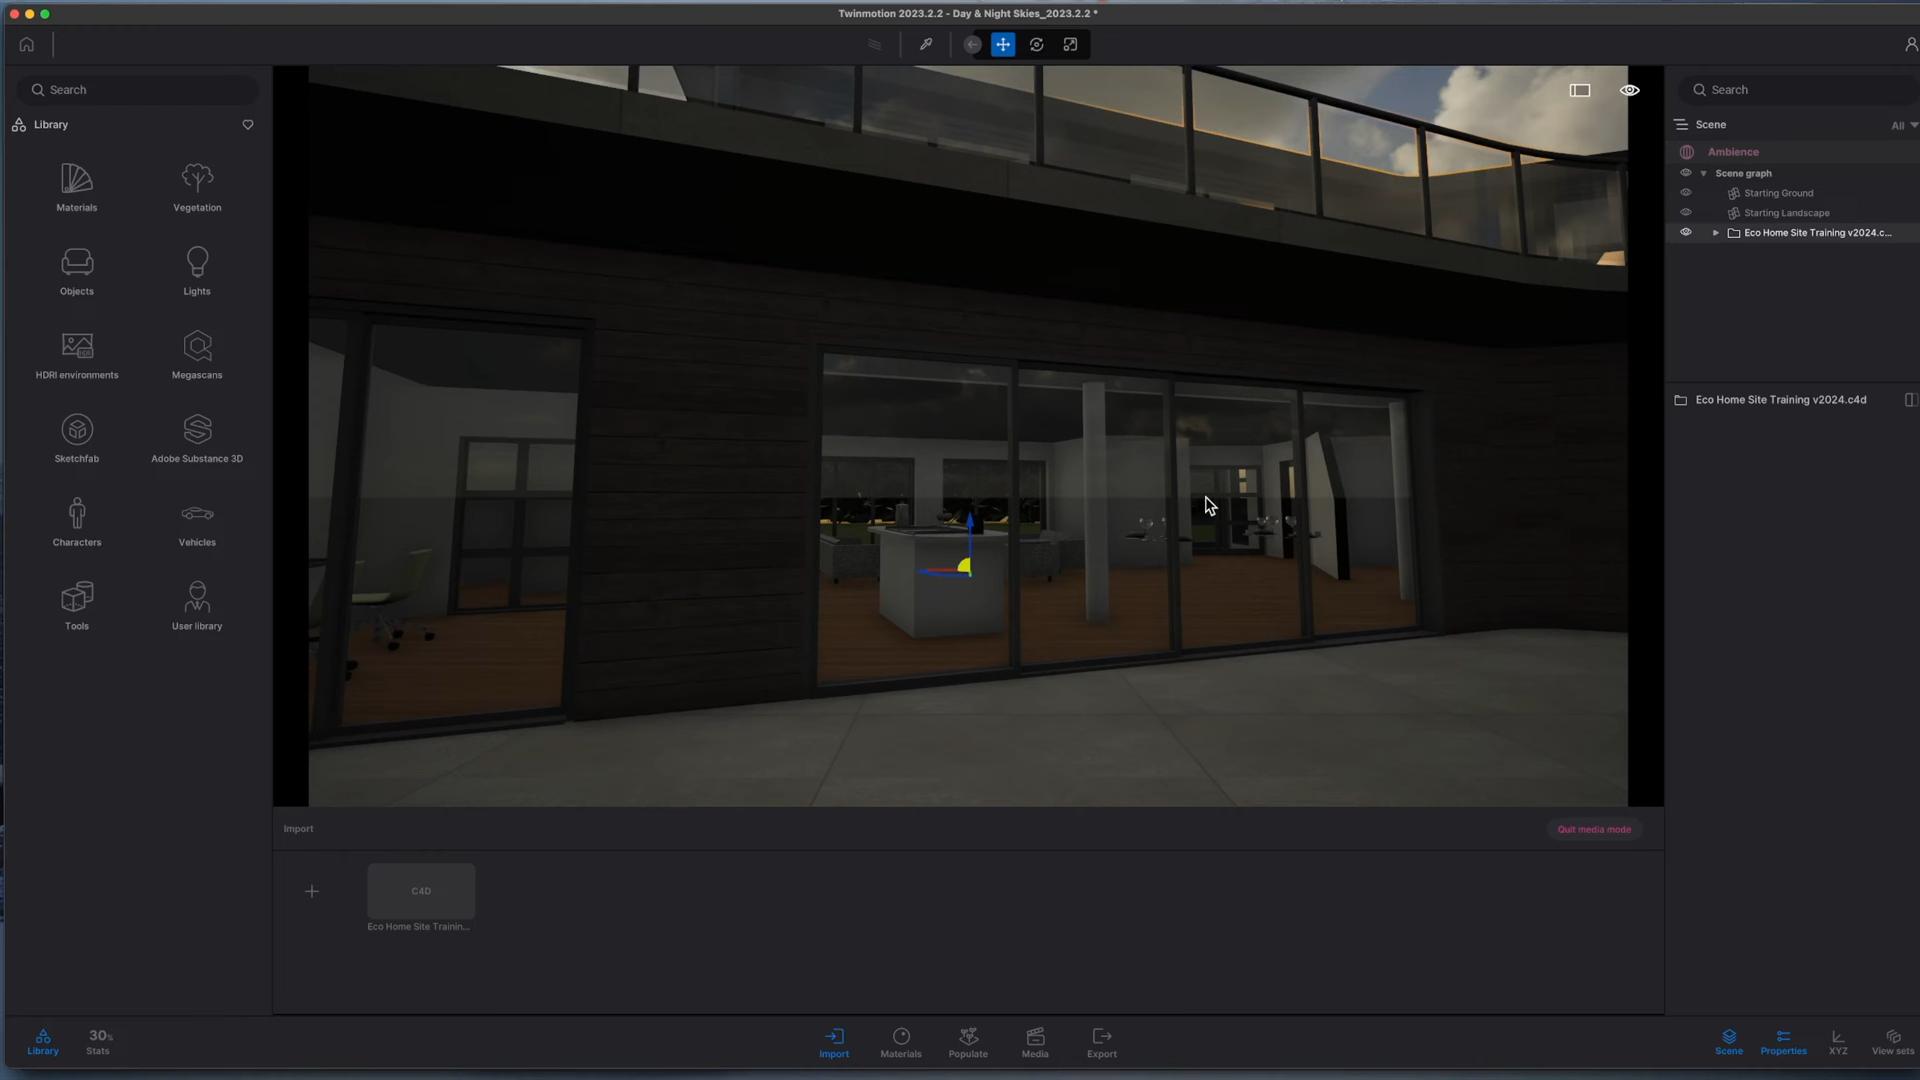 Twinmotion 2023.2.2 - Day & Night Skies_2023.2.2 *
Search
Library
Materials
Vegetation
Objects
Lights
HDRI environments
Megascans
Sketchfab
Adobe Substance 3D
Characters
Vehicles
Tools
User library
Search
Scene
All
Ambience
Scene graph
Starting Ground
Starting Landscape
Eco Home Site Training v2024.c...
Eco Home Site Training v2024.c4d
Import
Quit media mode
C4D
Eco Home Site Trainin...
Library
30%
Stats
Import
Materials
Populate
Media
Export
Scene
Properties
XYZ
View sets